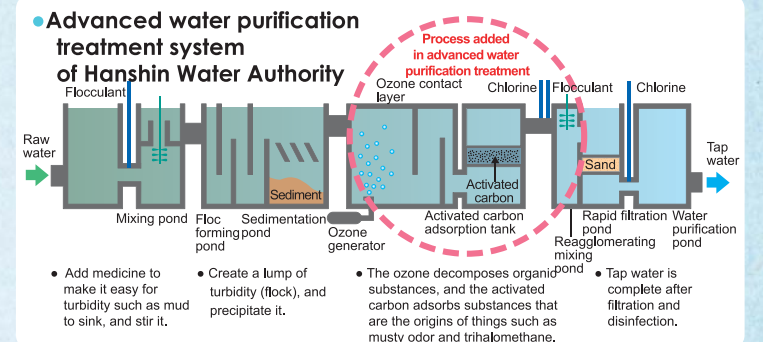 Advanced water purification
treatment system
of Hanshin Water Authority
Process added
in advanced water
purification treatment
Flocculant
Ozone contact
layer
Chlorine
Flocculant
Chlorine
Raw
water
Tap
water
Sediment
Activated
carbon
Sand
Mixing pond
Floc
forming
pond
Sedimentation
pond
Ozone
generator
Activated carbon
adsorption tank
Reagglomerating
mixing
pond
Rapid filtration
pond
Water
purification
pond
• Add medicine to
make it easy for
turbidity such as mud
to sink, and stir it.
• Create a lump of
turbidity (flock), and
precipitate it.
• The ozone decomposes organic
substances, and the activated
carbon adsorbs substances that
are the origins of things such as
musty odor and trihalomethane.
• Tap water is
complete after
filtration and
disinfection.